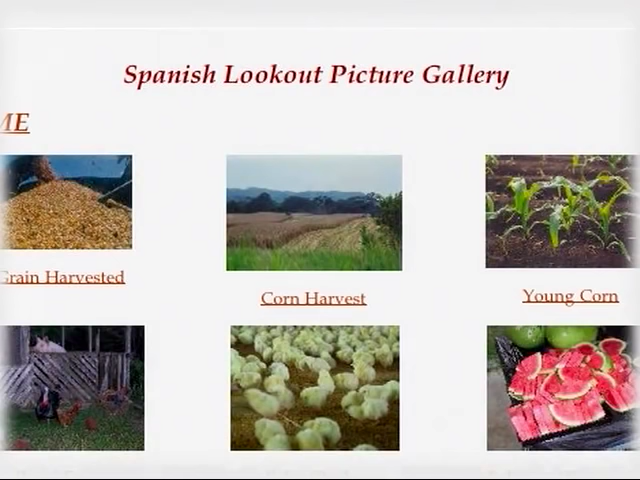 Spanish Lookout Picture Gallery
ME
Grain Harvested
Corn Harvest
Young Corn